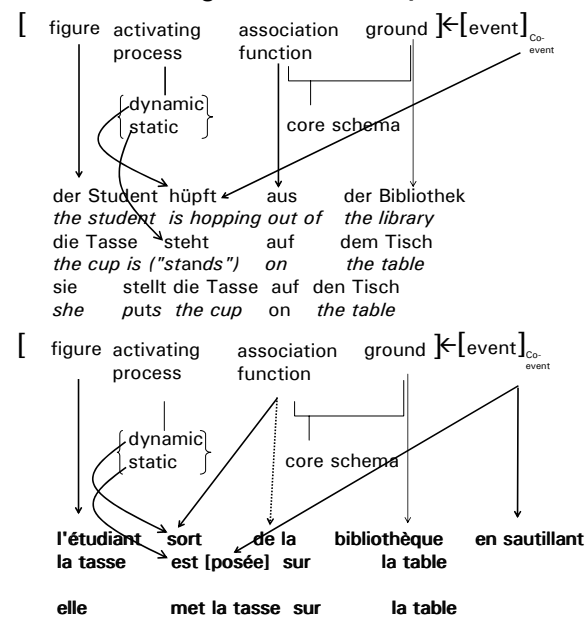 [ figure activating association ground ]←[event] Co-
process function event
{dynamic
static }
core schema
der Student hüpft aus der Bibliothek
the student is hopping out of the library
die Tasse steht auf dem Tisch
the cup is ("stands") on the table
sie stellt die Tasse auf den Tisch
she puts the cup on the table
[ figure activating association ground ]←[event] Co-
process function event
{dynamic
static }
core schema
l'étudiant sort de la bibliothèque en sautillant
la tasse est [posée] sur la table
elle met la tasse sur la table